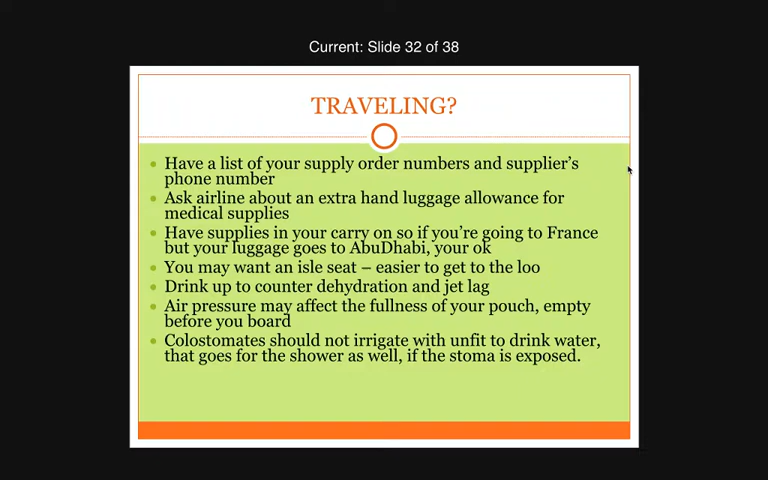 Current: Slide 32 of 38
TRAVELING?
Have a list of your supply order numbers and supplier's
phone number
Ask airline about an extra hand luggage allowance for
medical supplies
Have supplies in your carry on so if you're going to France
but your luggage goes to AbuDhabi, your ok
You may want an isle seat – easier to get to the loo
Drink up to counter dehydration and jet lag
Air pressure may affect the fullness of your pouch, empty
before you board
Colostomates should not irrigate with unfit to drink water,
that goes for the shower as well, if the stoma is exposed.